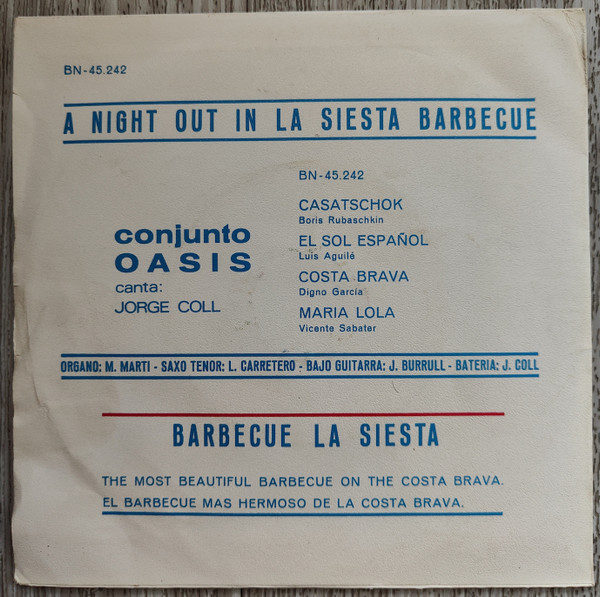 BN-45.242
A NIGHT OUT IN LA SIESTA BARBECUE
BN-45.242
conjunto
OASIS
canta:
JORGE COLL
CASATSCHOK
Boris Rubaschkin
EL SOL ESPAÑOL
Luis Aguilé
COSTA BRAVA
Digno García
MARIA LOLA
Vicente Sabater
ORGANO: M. MARTI - SAXO TENOR: L. CARRETERO - BAJO GUITARRA: J. BURRULL - BATERIA: J. COLL
BARBECUE LA SIESTA
THE MOST BEAUTIFUL BARBECUE ON THE COSTA BRAVA.
EL BARBECUE MAS HERMOSO DE LA COSTA BRAVA.